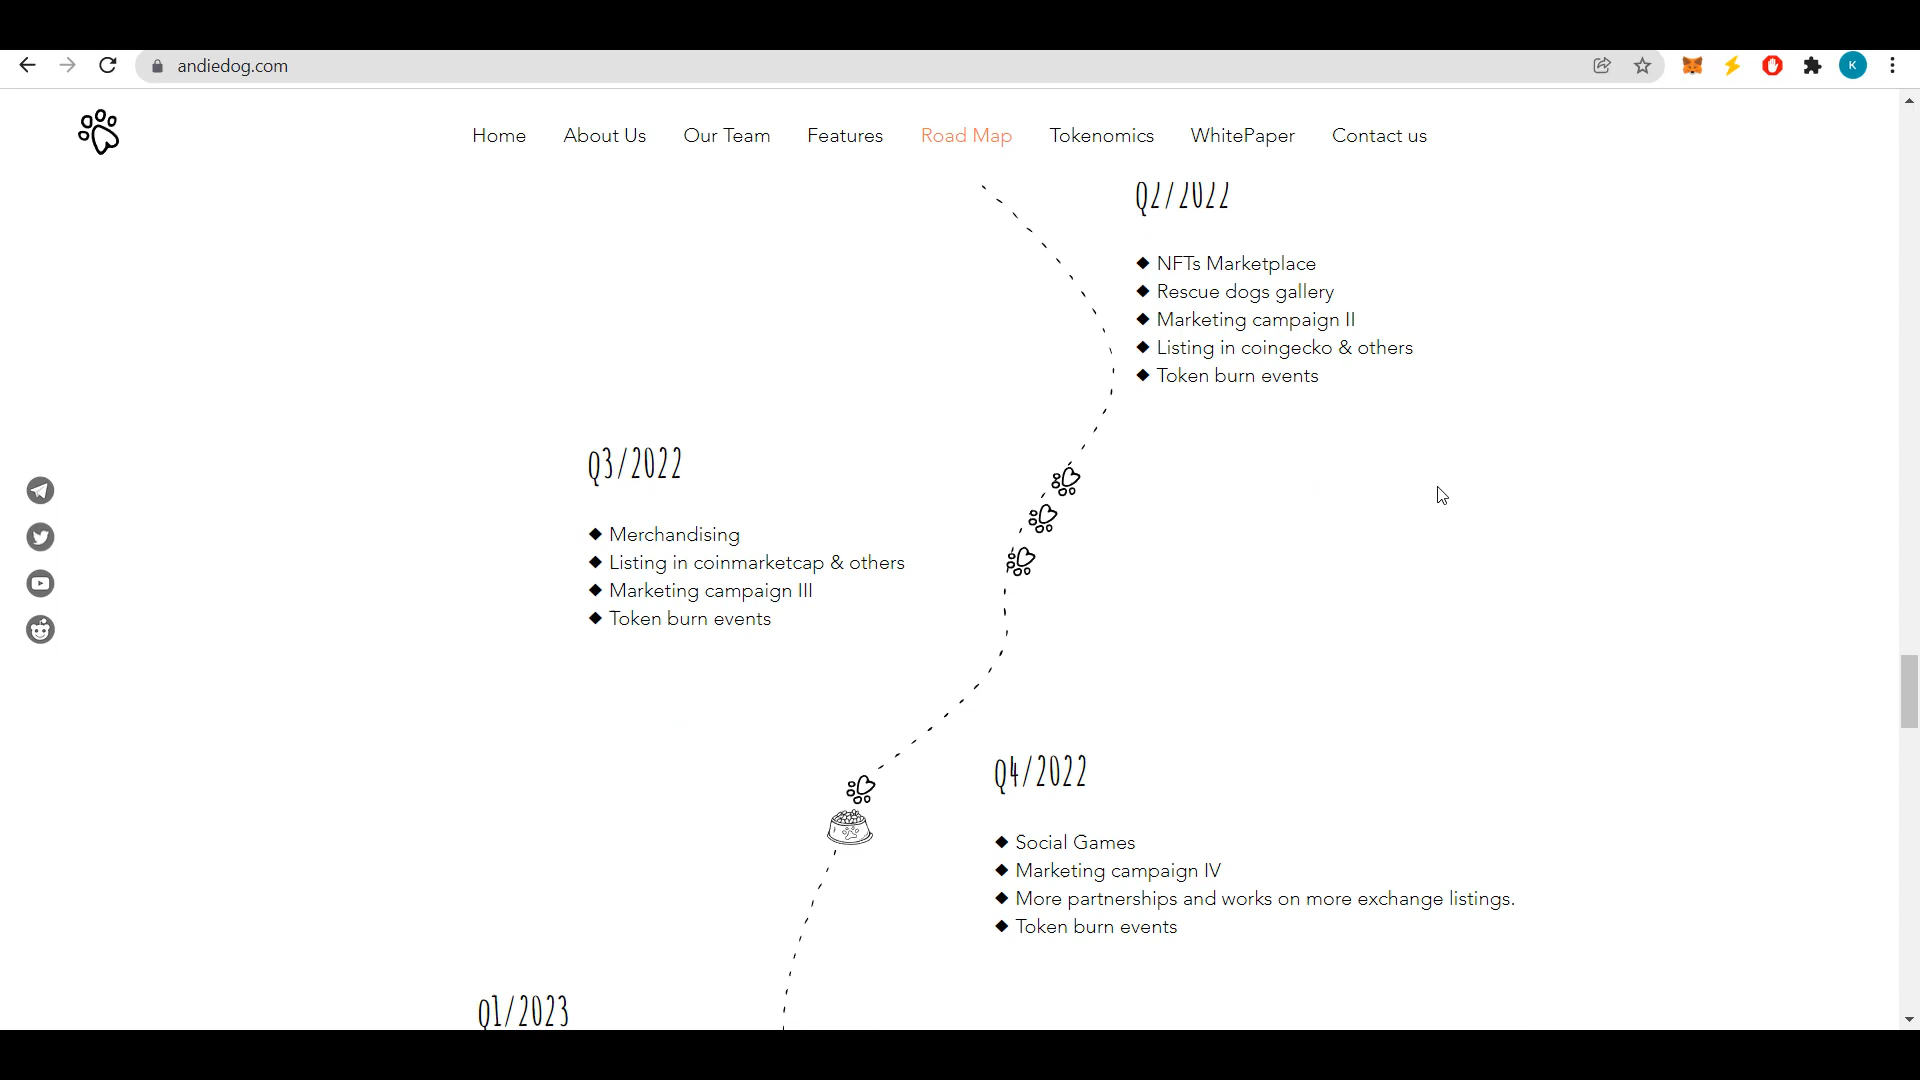 andiedog.com
K
Home About Us Our Team Features Road Map Tokenomics WhitePaper Contact us
Q2/2022
◆ NFTs Marketplace
◆ Rescue dogs gallery
◆ Marketing campaign II
◆ Listing in coingecko & others
◆ Token burn events
Q3/2022
◆ Merchandising
◆ Listing in coinmarketcap & others
◆ Marketing campaign III
◆ Token burn events
Q4/2022
◆ Social Games
◆ Marketing campaign IV
◆ More partnerships and works on more exchange listings.
◆ Token burn events
Q1/2023